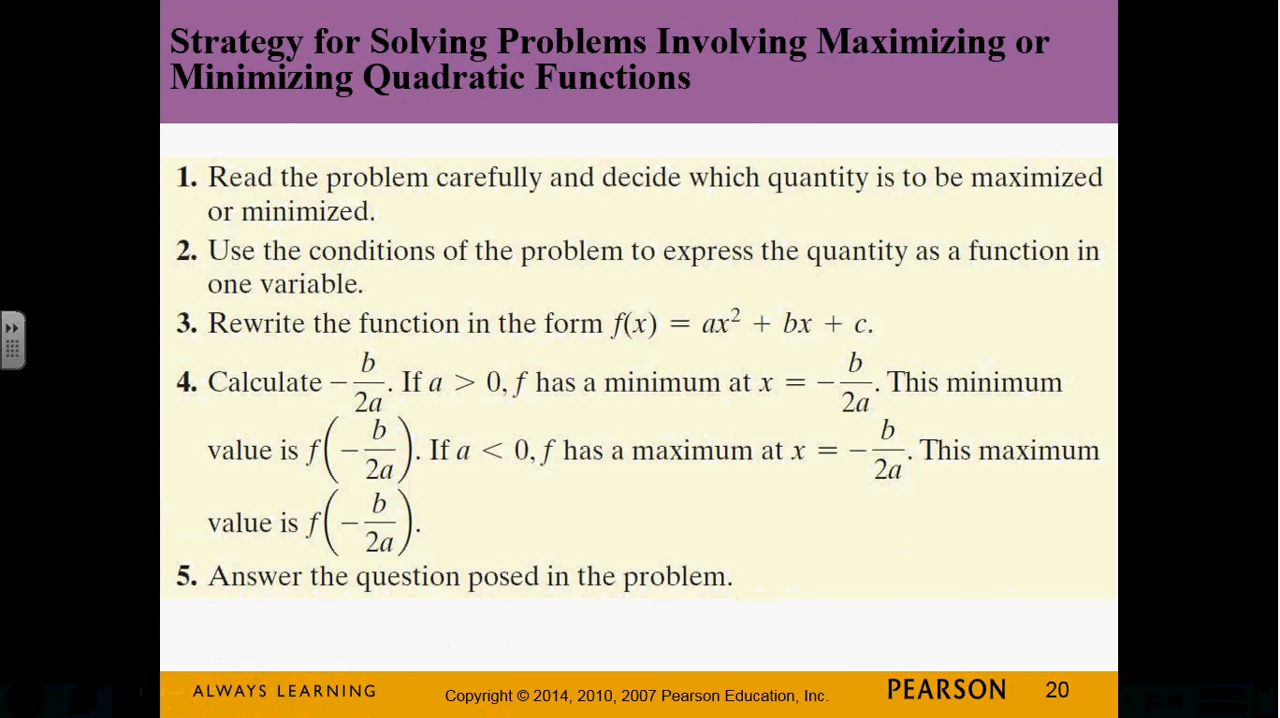 Strategy for Solving Problems Involving Maximizing or
Minimizing Quadratic Functions
1. Read the problem carefully and decide which quantity is to be maximized
or minimized.
2. Use the conditions of the problem to express the quantity as a function in
one variable.
3. Rewrite the function in the form f(x) = ax² + bx + c.
4. Calculate −b/2a. If a > 0, f has a minimum at x = −b/2a. This minimum
value is f(−b/2a). If a < 0, f has a maximum at x = −b/2a. This maximum
value is f(−b/2a).
5. Answer the question posed in the problem.
ALWAYS LEARNING Copyright © 2014, 2010, 2007 Pearson Education, Inc. PEARSON 20